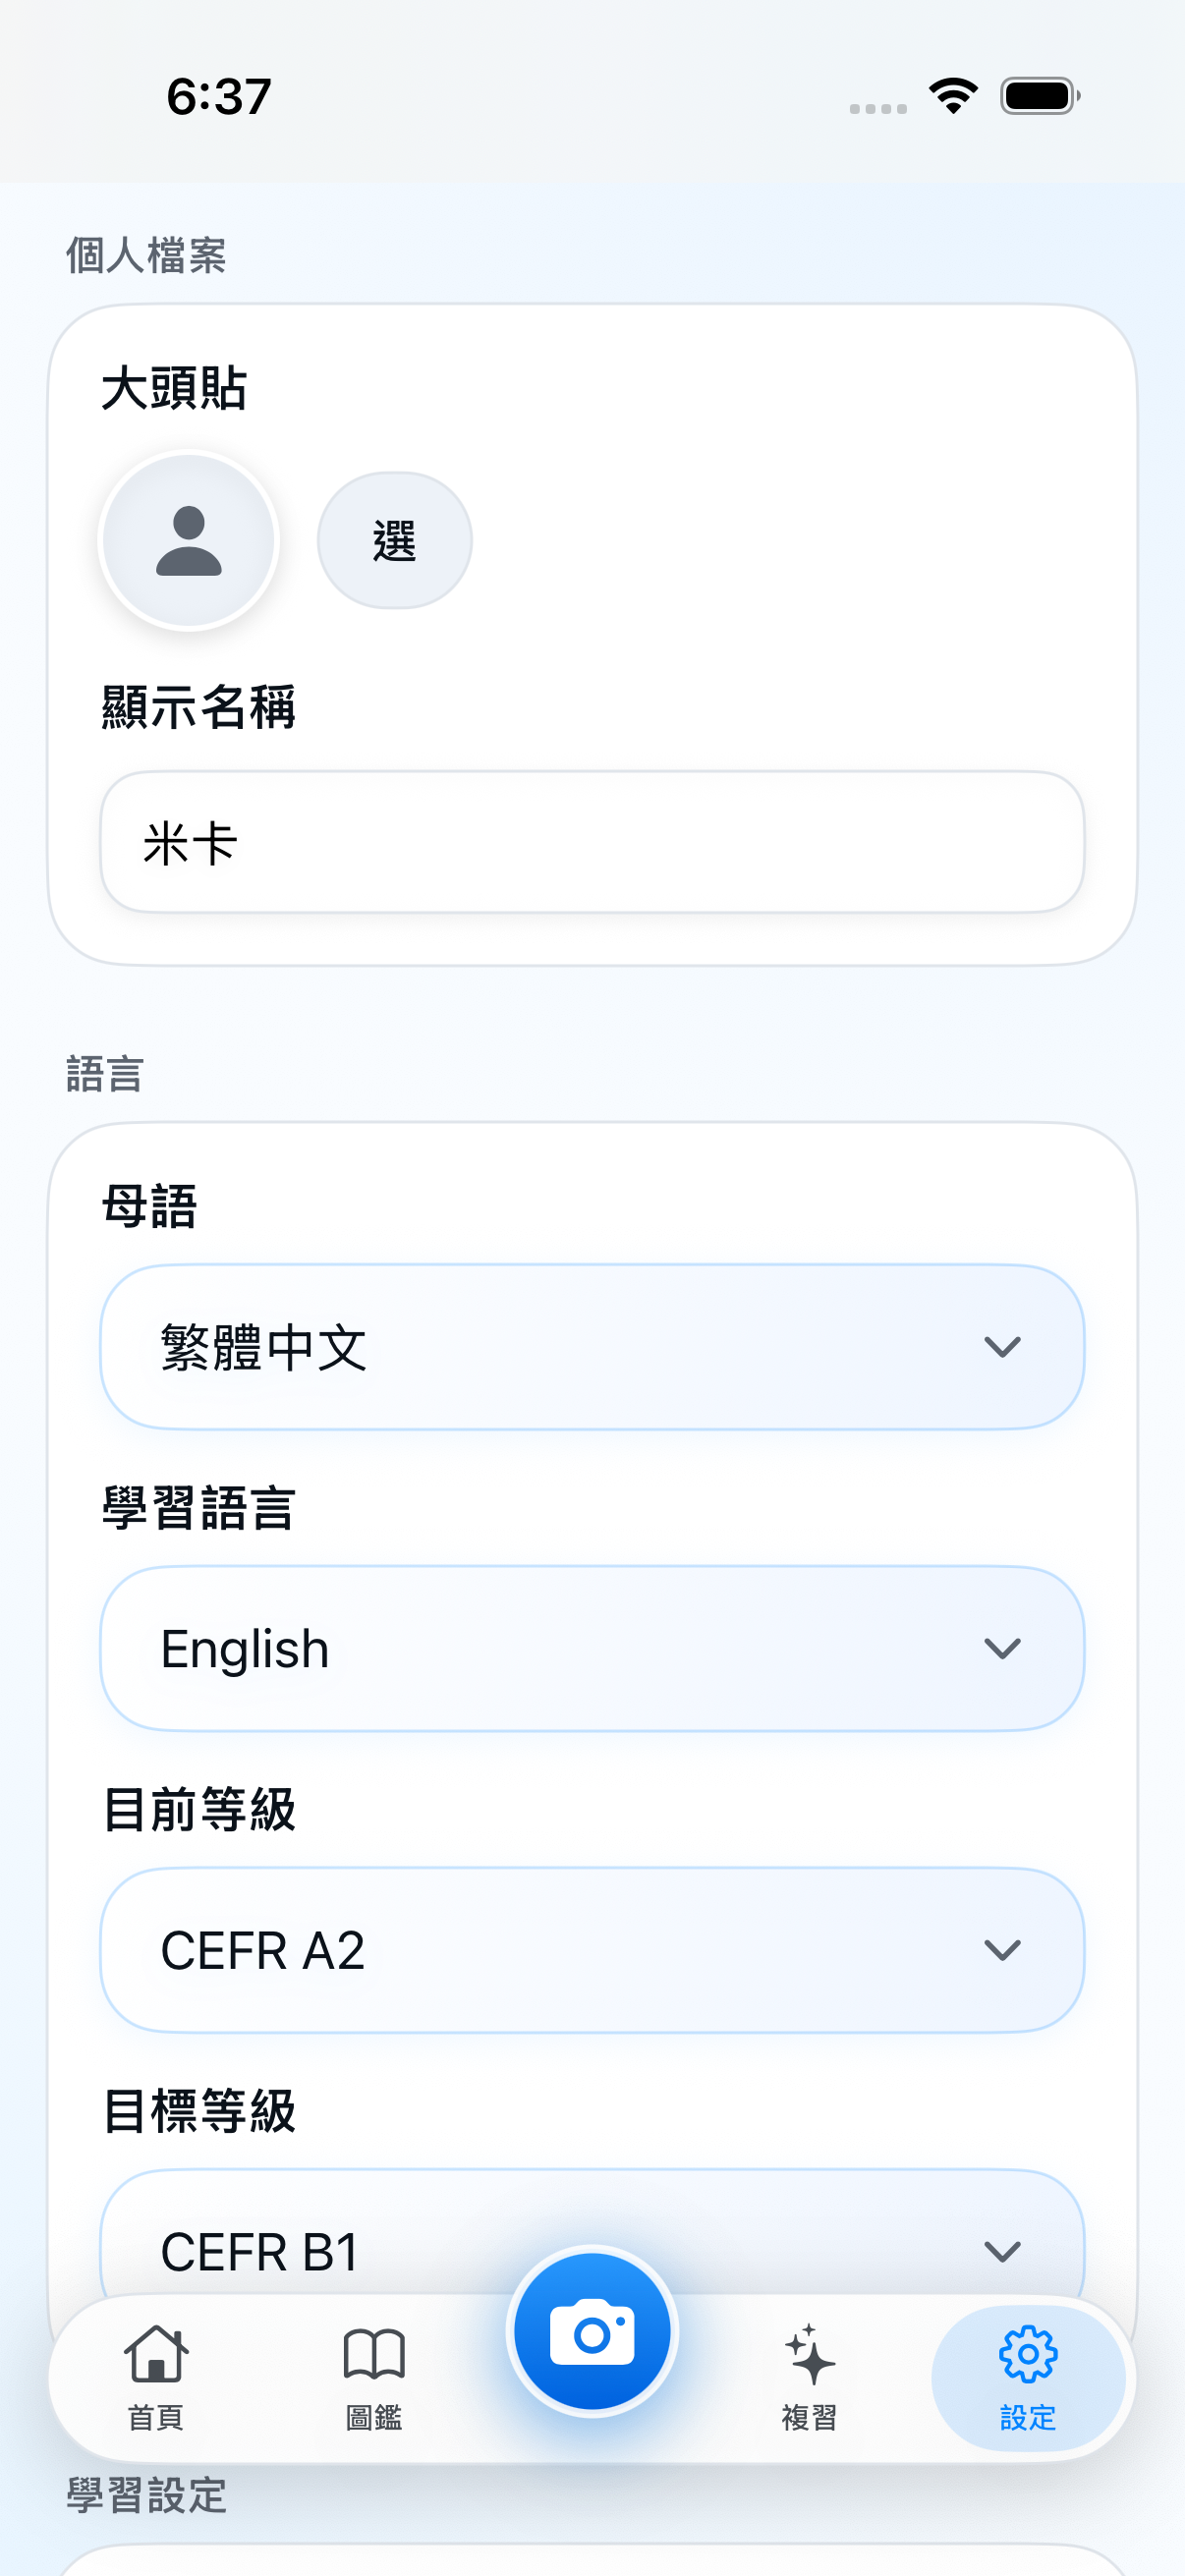 6:37
個人檔案
大頭貼
選
顯示名稱
米卡
語言
母語
繁體中文
學習語言
English
目前等級
CEFR A2
目標等級
CEFR B1
首頁
圖鑑
複習
設定
學習設定